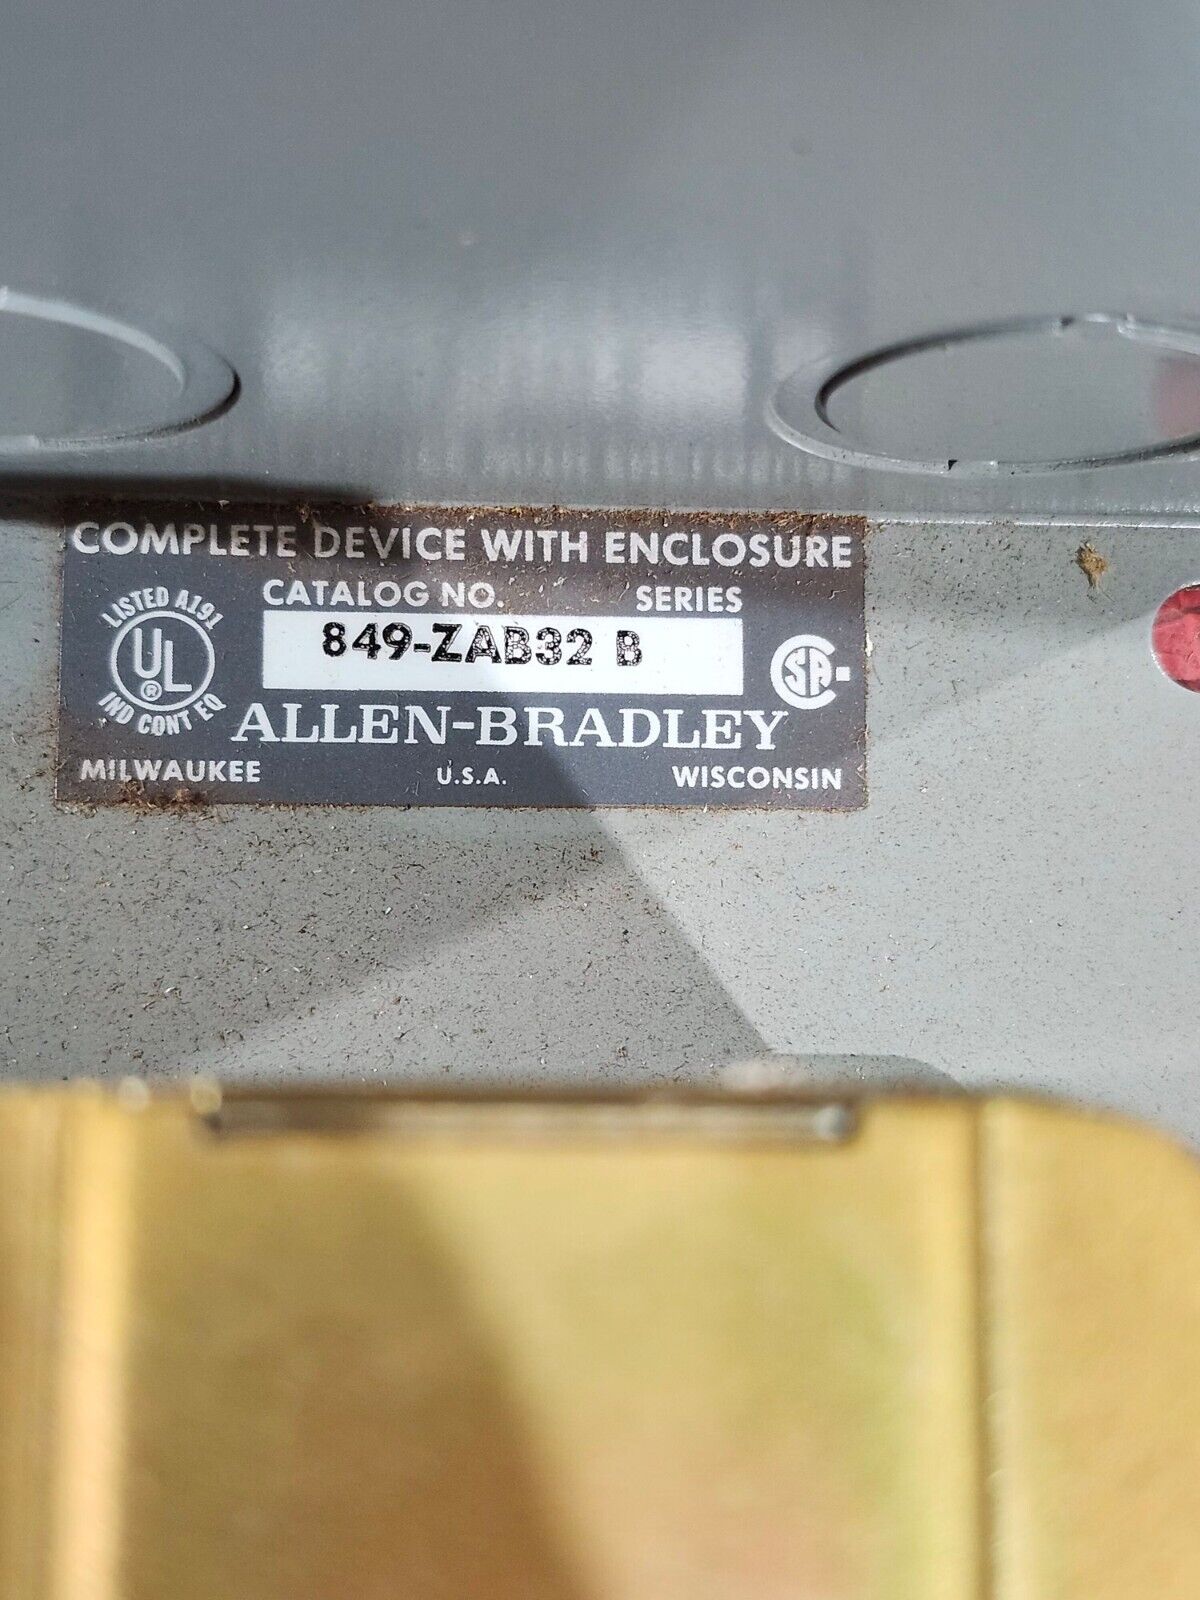 COMPLETE DEVICE WITH ENCLOSURE
CATALOG NO. SERIES
849-ZAB32 B
LISTED A191
UL
®
IND CONT EQ
SA
ALLEN-BRADLEY
MILWAUKEE U.S.A. WISCONSIN